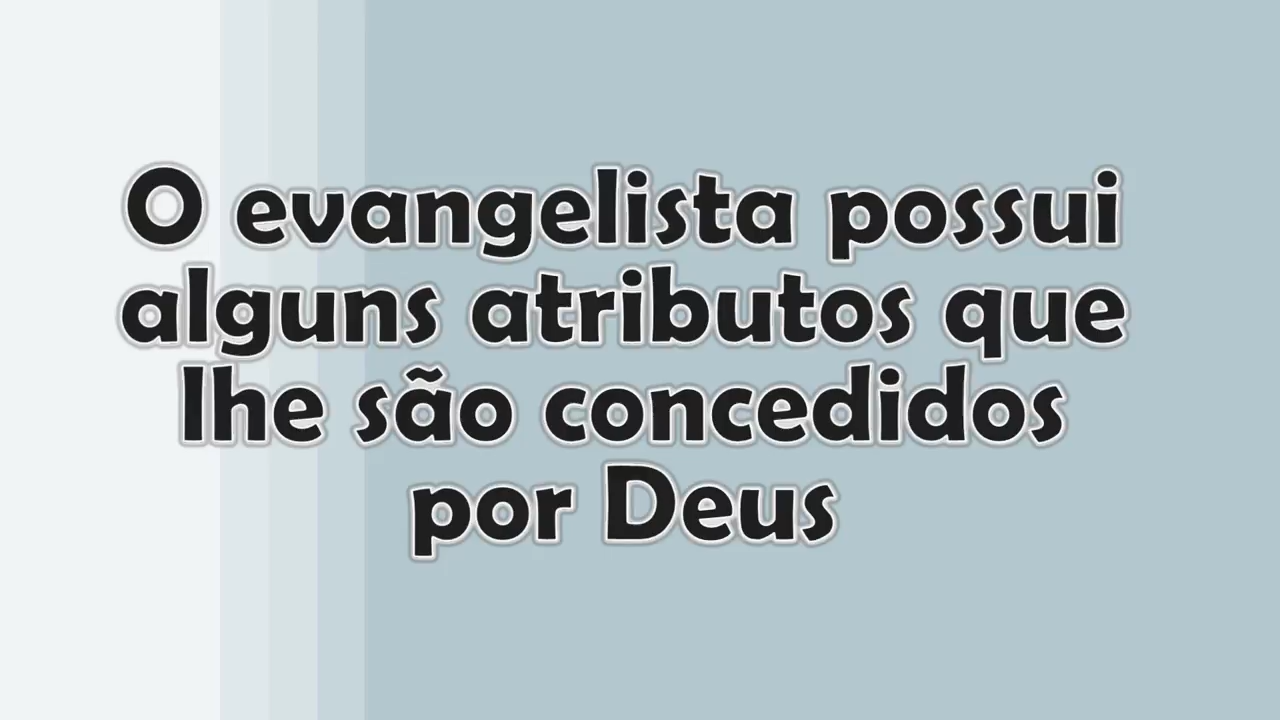 O evangelista possui
alguns atributos que
lhe são concedidos
por Deus